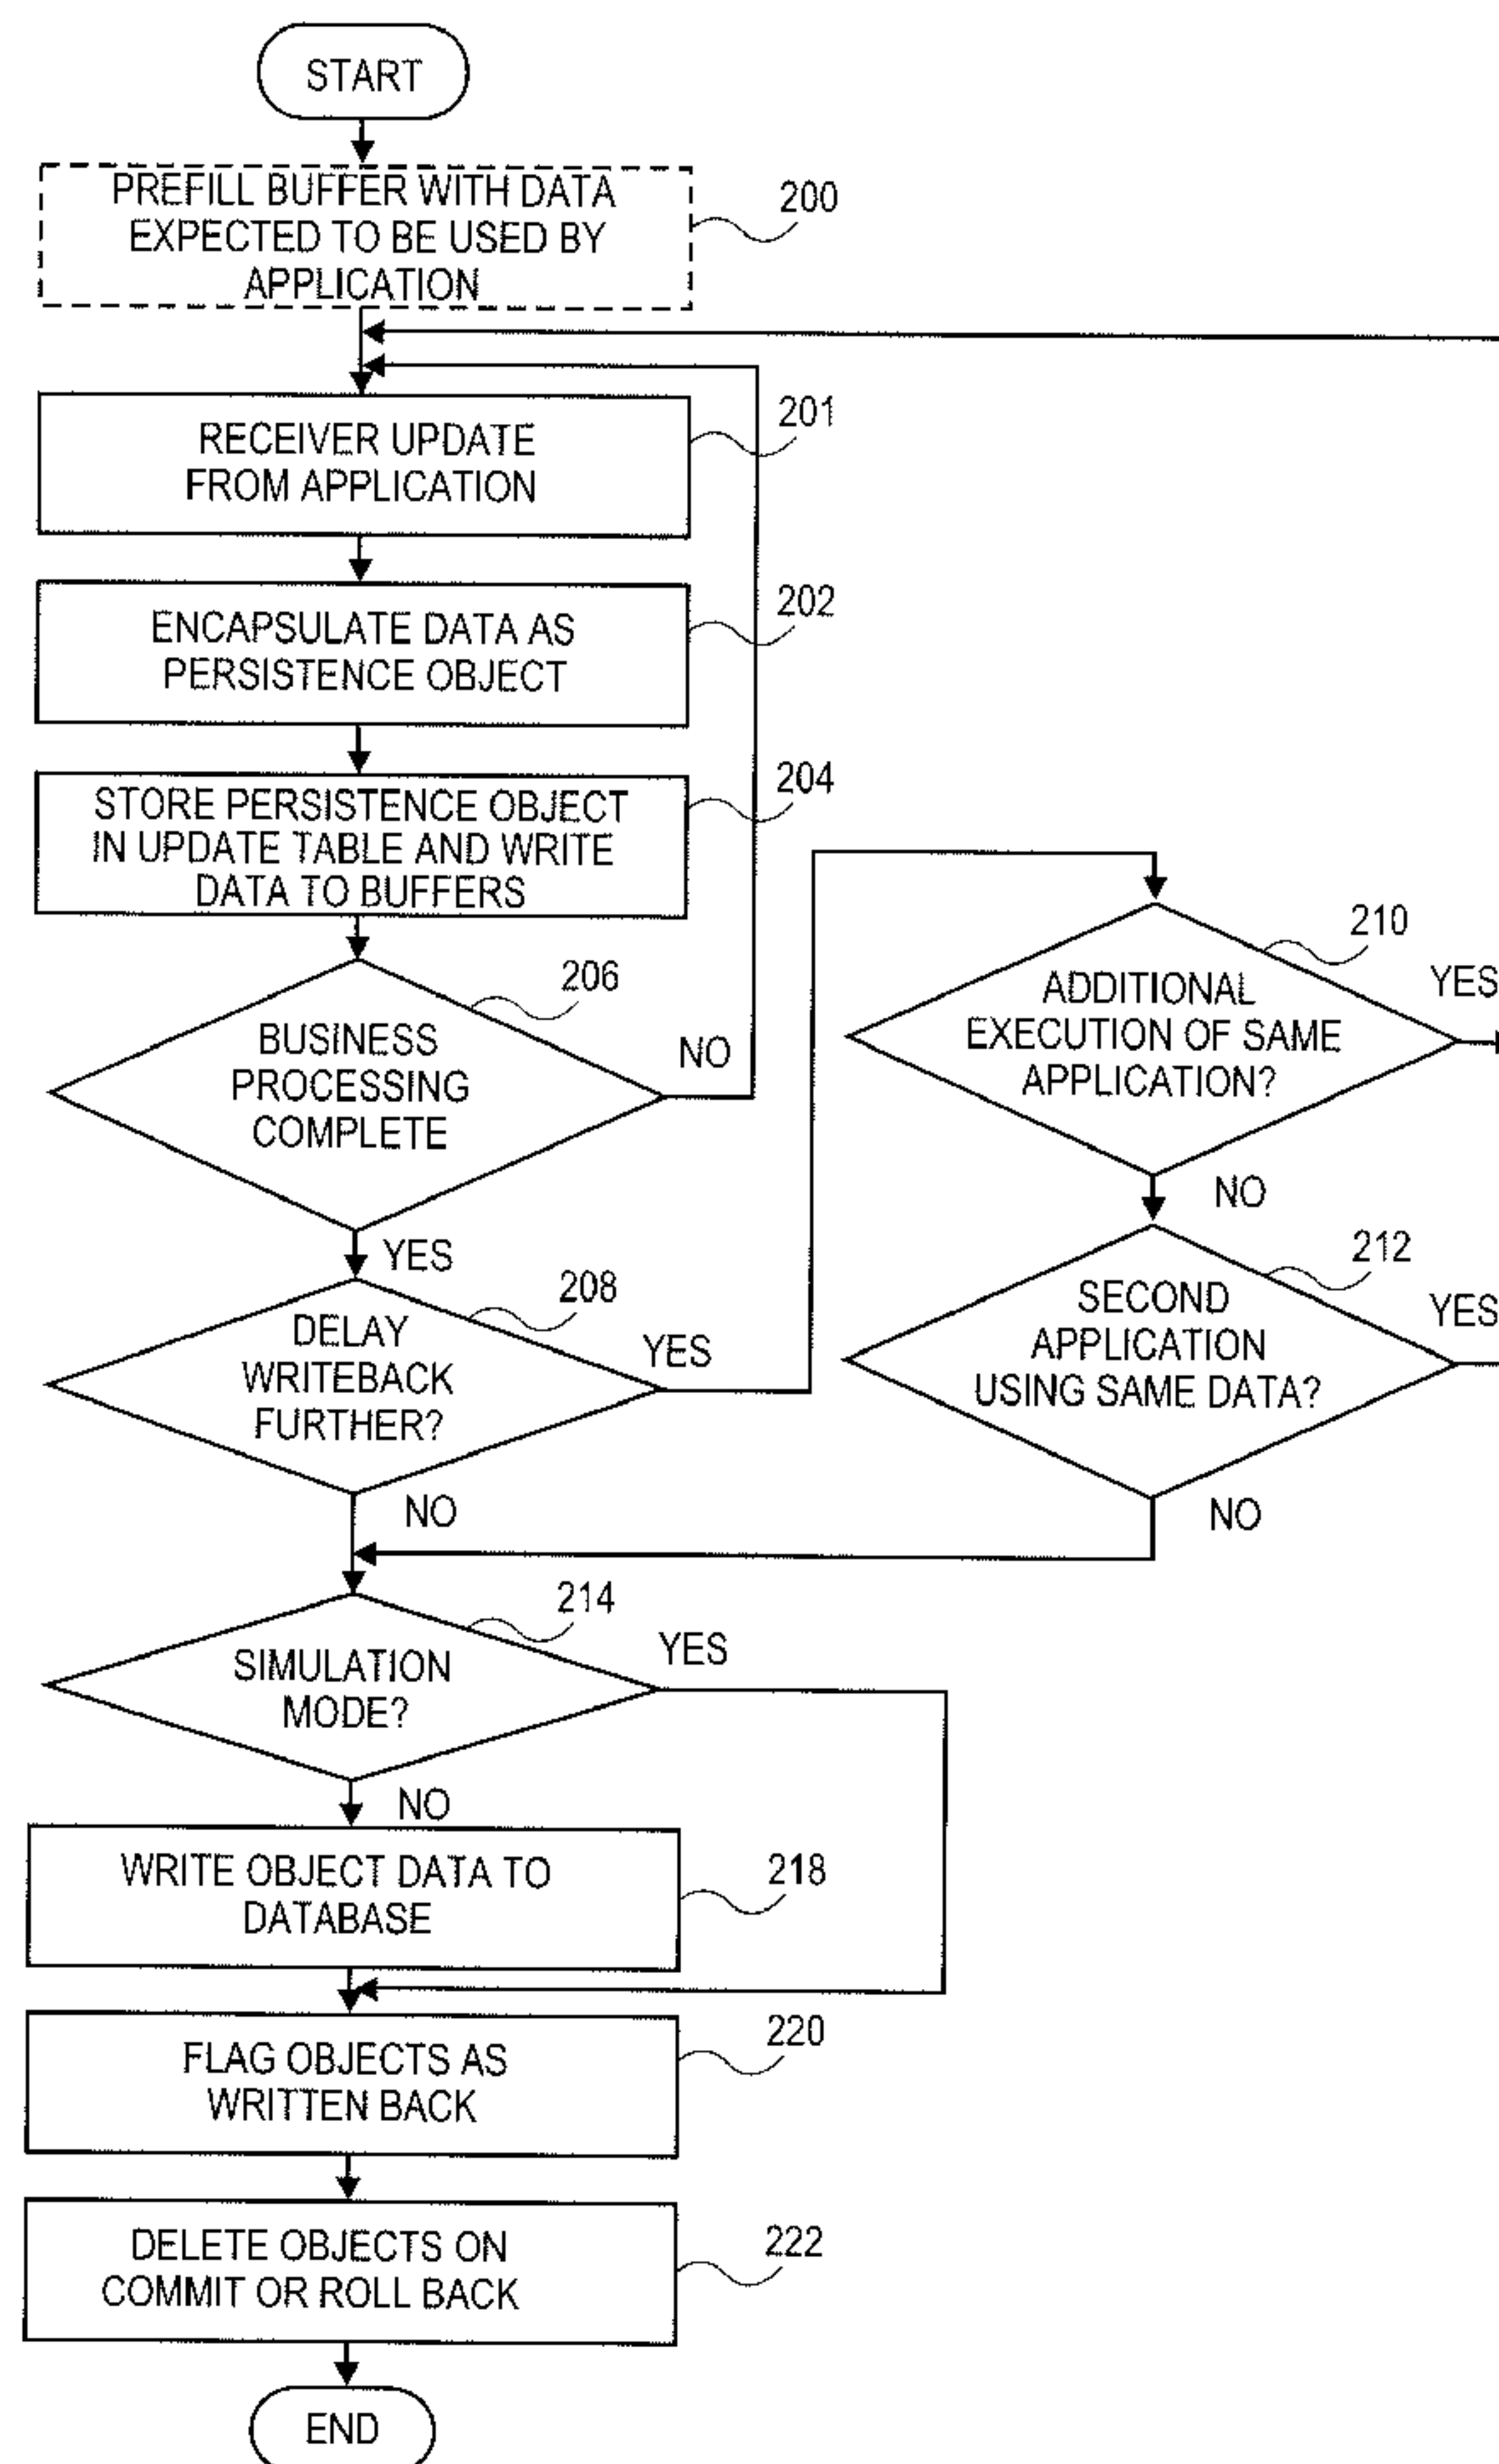 START
PREFILL BUFFER WITH DATA
EXPECTED TO BE USED BY
APPLICATION
200
RECEIVER UPDATE
FROM APPLICATION
201
ENCAPSULATE DATA AS
PERSISTENCE OBJECT
202
STORE PERSISTENCE OBJECT
IN UPDATE TABLE AND WRITE
DATA TO BUFFERS
204
BUSINESS
PROCESSING
COMPLETE
206
NO
YES
DELAY
WRITEBACK
FURTHER?
208
YES
NO
ADDITIONAL
EXECUTION OF SAME
APPLICATION?
210
YES
NO
SECOND
APPLICATION
USING SAME DATA?
212
YES
NO
SIMULATION
MODE?
214
YES
NO
WRITE OBJECT DATA TO
DATABASE
218
FLAG OBJECTS AS
WRITTEN BACK
220
DELETE OBJECTS ON
COMMIT OR ROLL BACK
222
END